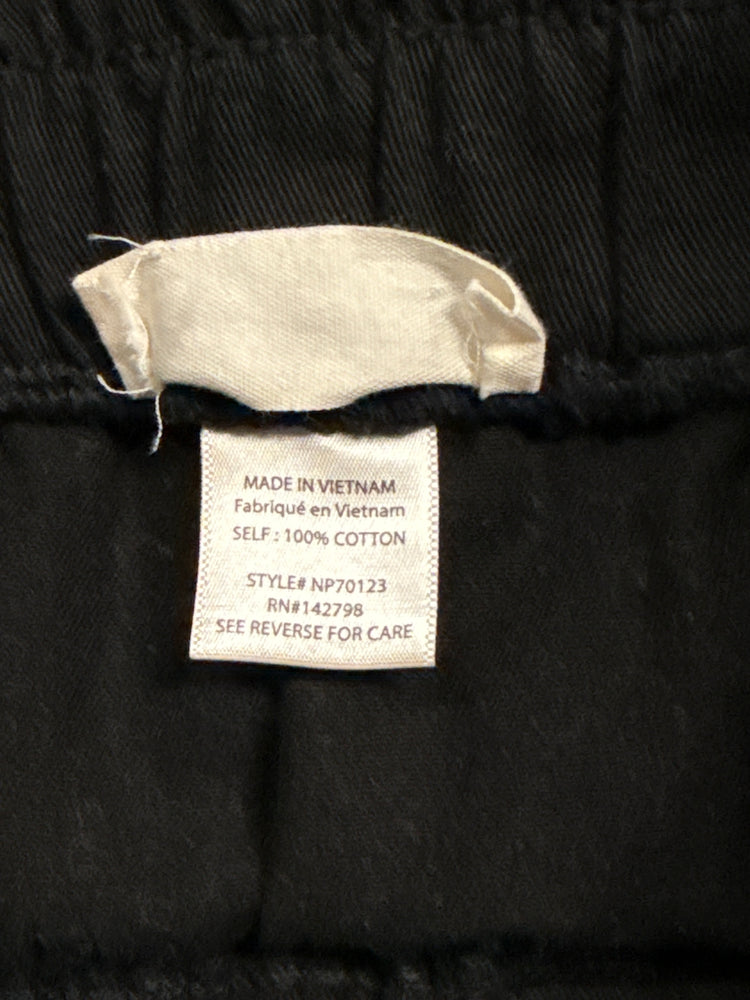 MADE IN VIETNAM
Fabriqué en Vietnam
SELF : 100% COTTON
STYLE# NP70123
RN#142798
SEE REVERSE FOR CARE